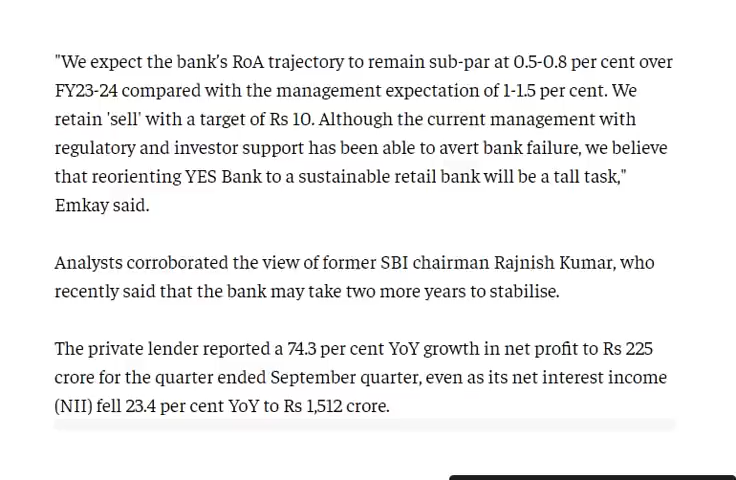 "We expect the bank's RoA trajectory to remain sub-par at 0.5-0.8 per cent over
FY23-24 compared with the management expectation of 1-1.5 per cent. We
retain 'sell' with a target of Rs 10. Although the current management with
regulatory and investor support has been able to avert bank failure, we believe
that reorienting YES Bank to a sustainable retail bank will be a tall task,"
Emkay said.
Analysts corroborated the view of former SBI chairman Rajnish Kumar, who
recently said that the bank may take two more years to stabilise.
The private lender reported a 74.3 per cent YoY growth in net profit to Rs 225
crore for the quarter ended September quarter, even as its net interest income
(NII) fell 23.4 per cent YoY to Rs 1,512 crore.